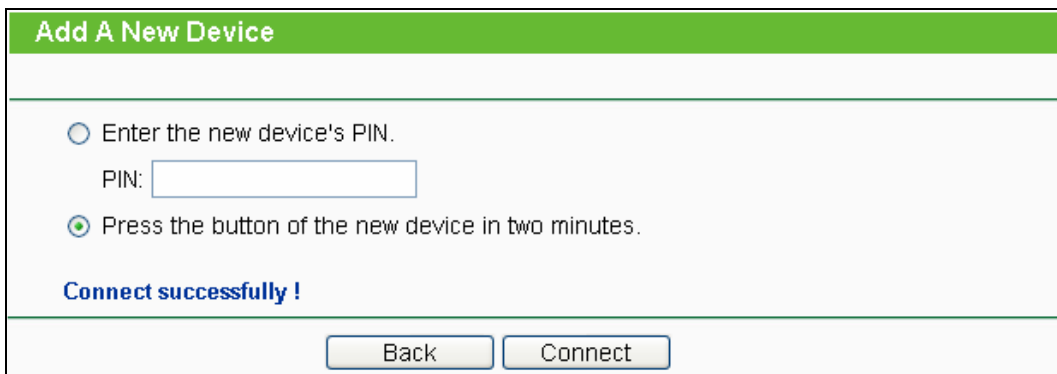 Add A New Device
Enter the new device's PIN.
PIN:
Press the button of the new device in two minutes.
Connect successfully !
Back Connect